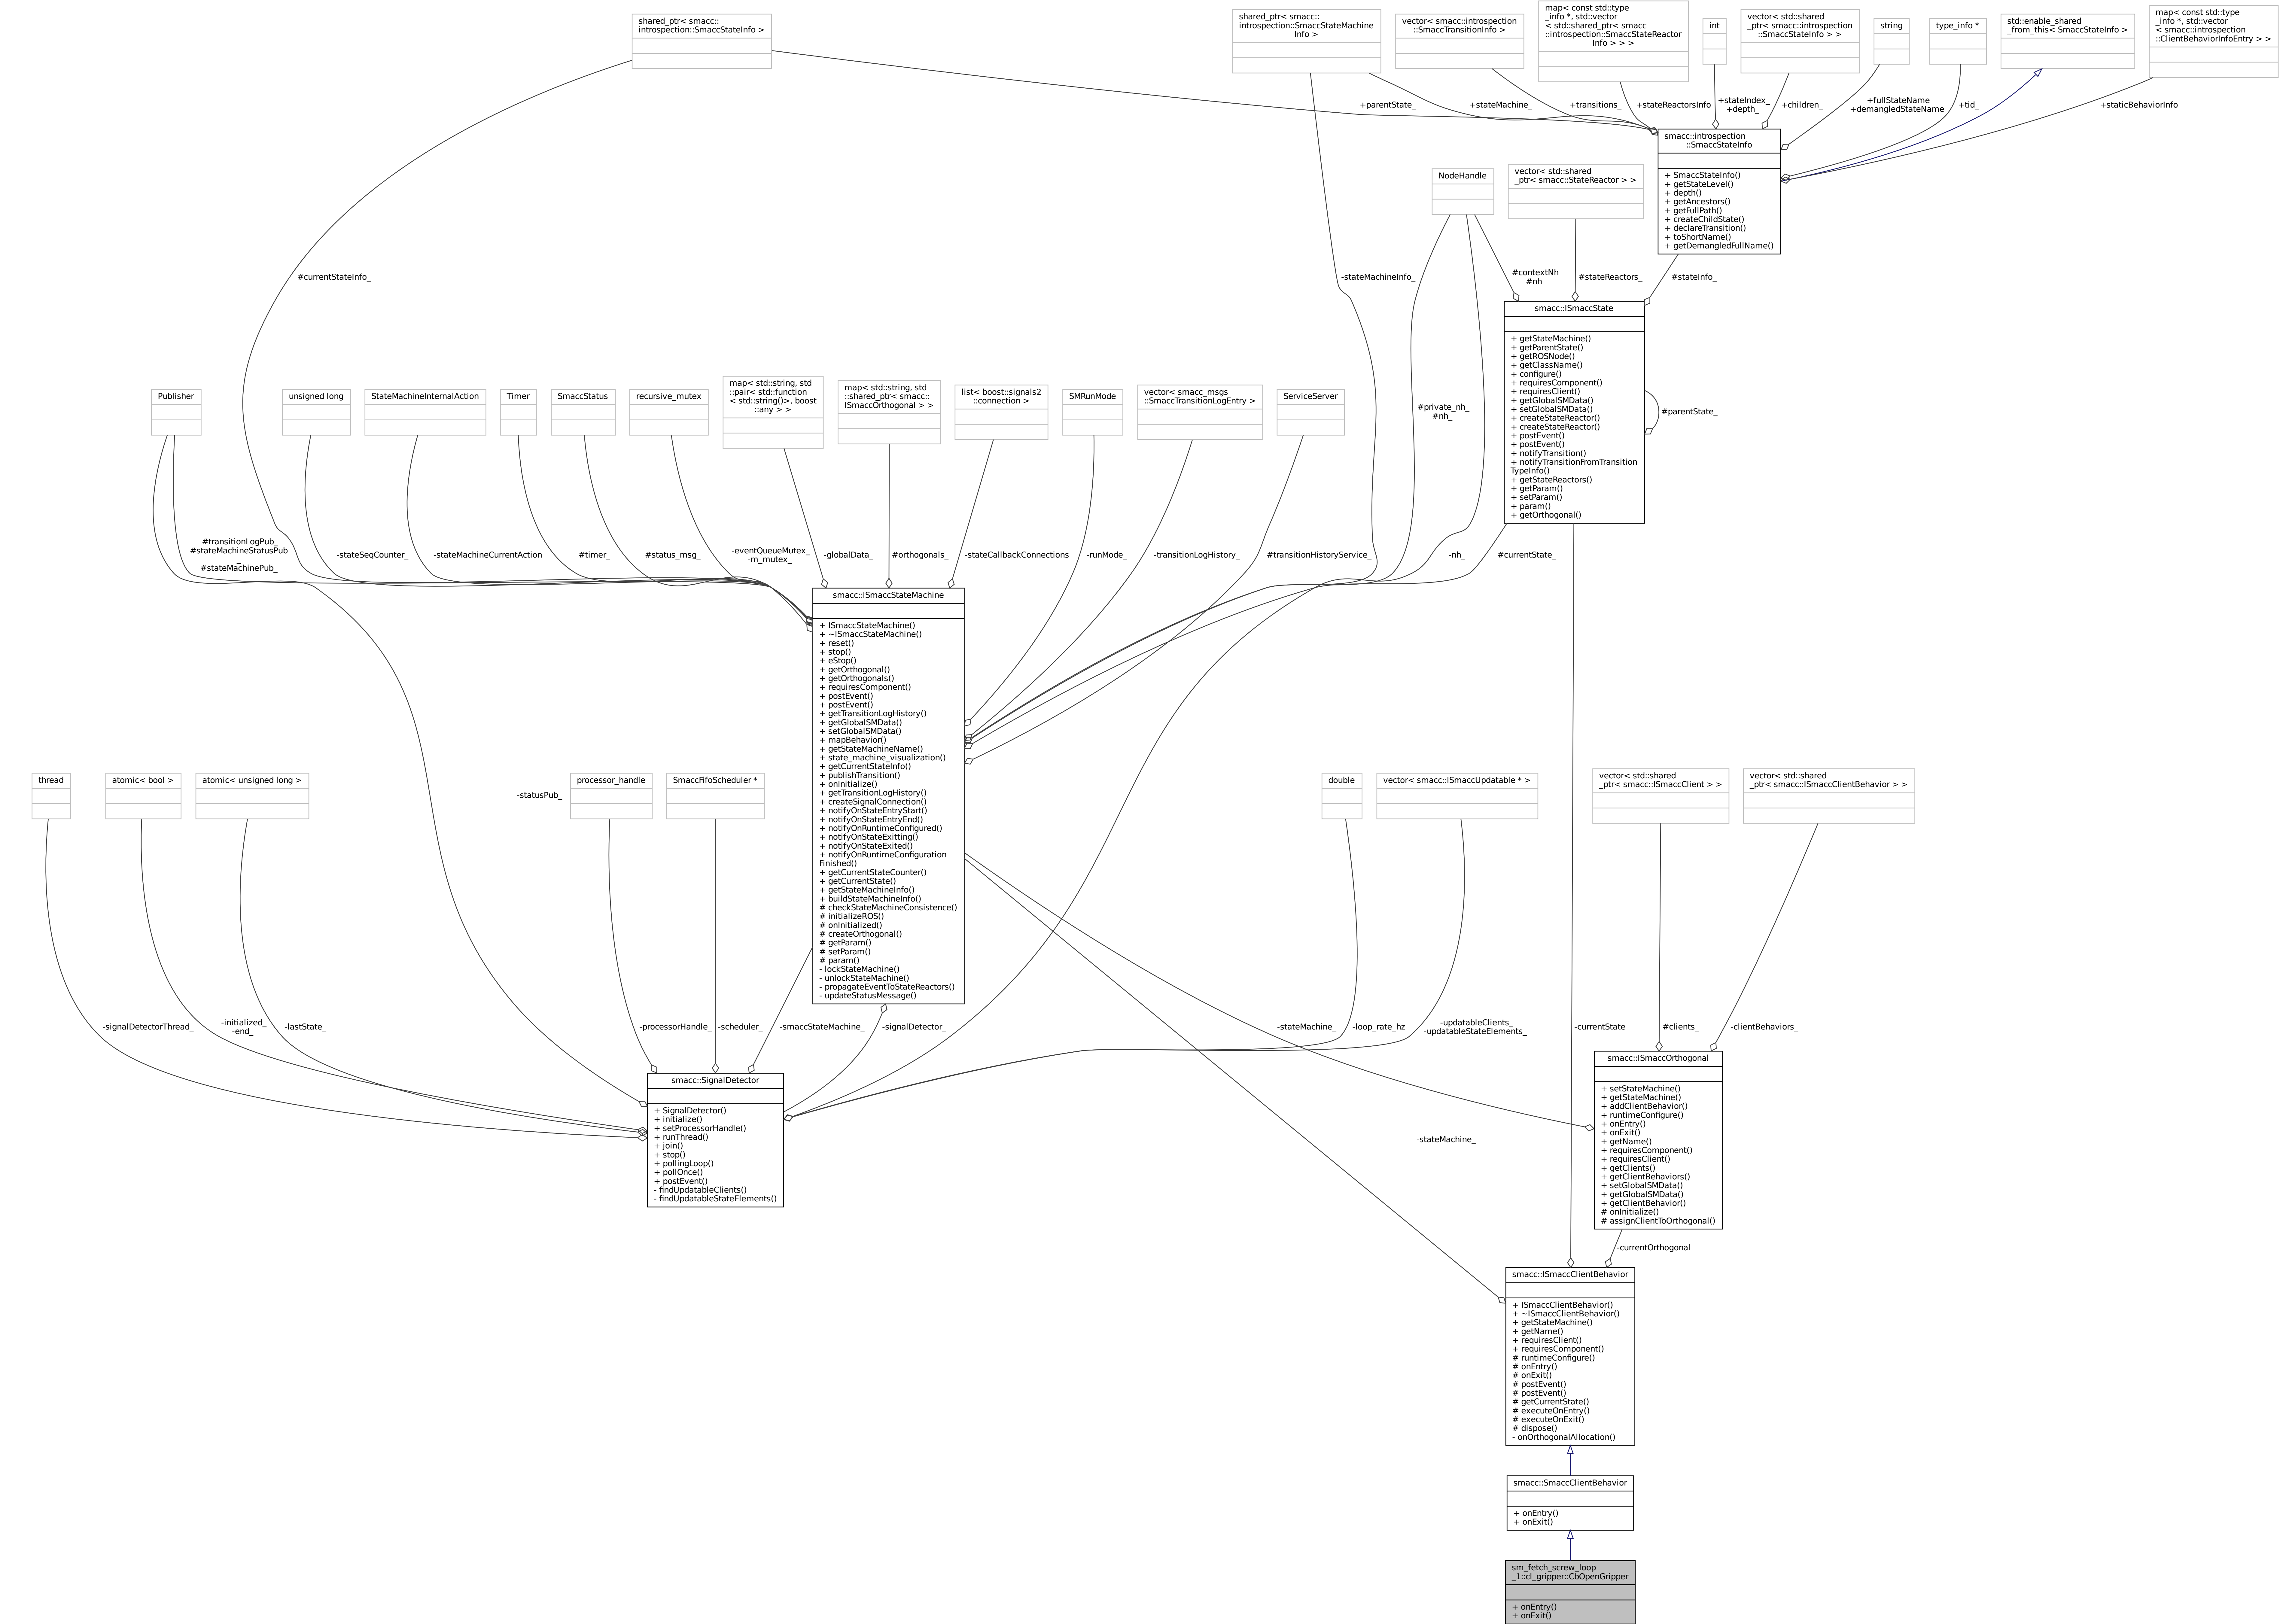 shared_ptr< smacc::
introspection::SmaccStateInfo >
shared_ptr< smacc::
introspection::SmaccStateMachine
Info >
vector< smacc::introspection
::SmaccTransitionInfo >
map< const std::type
_info *, std::vector
< std::shared_ptr< smacc
::introspection::SmaccStateReactor
Info > > >
int
vector< std::shared
_ptr< smacc::introspection
::SmaccStateInfo > >
string
type_info *
std::enable_shared
_from_this< SmaccStateInfo >
map< const std::type
_info *, std::vector
< smacc::introspection
::ClientBehaviorInfoEntry > >
+parentState_
+stateMachine_
+transitions_
+stateReactorsInfo
+stateIndex_
+depth_
+children_
+fullStateName
+demangledStateName
+tid_
+staticBehaviorInfo
smacc::introspection
::SmaccStateInfo
+ SmaccStateInfo()
+ getStateLevel()
+ depth()
+ getAncestors()
+ getFullPath()
+ createChildState()
+ declareTransition()
+ toShortName()
+ getDemangledFullName()
NodeHandle
vector< std::shared
_ptr< smacc::StateReactor > >
#currentStateInfo_
-stateMachineInfo_
#contextNh
#nh
#stateReactors_
#stateInfo_
smacc::ISmaccState
+ getStateMachine()
+ getParentState()
+ getROSNode()
+ getClassName()
+ configure()
+ requiresComponent()
+ requiresClient()
+ getGlobalSMData()
+ setGlobalSMData()
+ createStateReactor()
+ createStateReactor()
+ postEvent()
+ postEvent()
+ notifyTransition()
+ notifyTransitionFromTransition
TypeInfo()
+ getStateReactors()
+ getParam()
+ setParam()
+ param()
+ getOrthogonal()
#parentState_
Publisher
unsigned long
StateMachineInternalAction
Timer
SmaccStatus
recursive_mutex
map< std::string, std
::pair< std::function
< std::string()>, boost
::any > >
map< std::string, std
::shared_ptr< smacc::
ISmaccOrthogonal > >
list< boost::signals2
::connection >
SMRunMode
vector< smacc_msgs
::SmaccTransitionLogEntry >
ServiceServer
#private_nh_
#nh_
#transitionLogPub_
#stateMachineStatusPub
_
#stateMachinePub_
-stateSeqCounter_
-stateMachineCurrentAction
#timer_
#status_msg_
-eventQueueMutex_
-m_mutex_
-globalData_
#orthogonals_
-stateCallbackConnections
-runMode_
-transitionLogHistory_
#transitionHistoryService_
-nh_
#currentState_
smacc::ISmaccStateMachine
+ ISmaccStateMachine()
+ ~ISmaccStateMachine()
+ reset()
+ stop()
+ eStop()
+ getOrthogonal()
+ getOrthogonals()
+ requiresComponent()
+ postEvent()
+ postEvent()
+ getTransitionLogHistory()
+ getGlobalSMData()
+ setGlobalSMData()
+ mapBehavior()
+ getStateMachineName()
+ state_machine_visualization()
+ getCurrentStateInfo()
+ publishTransition()
+ onInitialize()
+ getTransitionLogHistory()
+ createSignalConnection()
+ notifyOnStateEntryStart()
+ notifyOnStateEntryEnd()
+ notifyOnRuntimeConfigured()
+ notifyOnStateExitting()
+ notifyOnStateExited()
+ notifyOnRuntimeConfiguration
Finished()
+ getCurrentStateCounter()
+ getCurrentState()
+ getStateMachineInfo()
+ buildStateMachineInfo()
# checkStateMachineConsistence()
# initializeROS()
# onInitialized()
# createOrthogonal()
# getParam()
# setParam()
# param()
- lockStateMachine()
- unlockStateMachine()
- propagateEventToStateReactors()
- updateStatusMessage()
thread
atomic< bool >
atomic< unsigned long >
-statusPub_
processor_handle
SmaccFifoScheduler *
double
vector< smacc::ISmaccUpdatable * >
vector< std::shared
_ptr< smacc::ISmaccClient > >
vector< std::shared
_ptr< smacc::ISmaccClientBehavior > >
-signalDetectorThread_
-initialized_
-end_
-lastState_
-processorHandle_
-scheduler_
-smaccStateMachine_
-signalDetector_
-stateMachine_
-loop_rate_hz
-updatableClients_
-updatableStateElements_
-currentState
#clients_
-clientBehaviors_
smacc::SignalDetector
+ SignalDetector()
+ initialize()
+ setProcessorHandle()
+ runThread()
+ join()
+ stop()
+ pollingLoop()
+ pollOnce()
+ postEvent()
- findUpdatableClients()
- findUpdatableStateElements()
smacc::ISmaccOrthogonal
+ setStateMachine()
+ getStateMachine()
+ addClientBehavior()
+ runtimeConfigure()
+ onEntry()
+ onExit()
+ getName()
+ requiresComponent()
+ requiresClient()
+ getClients()
+ getClientBehaviors()
+ setGlobalSMData()
+ getGlobalSMData()
+ getClientBehavior()
# onInitialize()
# assignClientToOrthogonal()
-stateMachine_
-currentOrthogonal
smacc::ISmaccClientBehavior
+ ISmaccClientBehavior()
+ ~ISmaccClientBehavior()
+ getStateMachine()
+ getName()
+ requiresClient()
+ requiresComponent()
# runtimeConfigure()
# onEntry()
# onExit()
# postEvent()
# postEvent()
# getCurrentState()
# executeOnEntry()
# executeOnExit()
# dispose()
- onOrthogonalAllocation()
smacc::SmaccClientBehavior
+ onEntry()
+ onExit()
sm_fetch_screw_loop
_1::cl_gripper::CbOpenGripper
+ onEntry()
+ onExit()